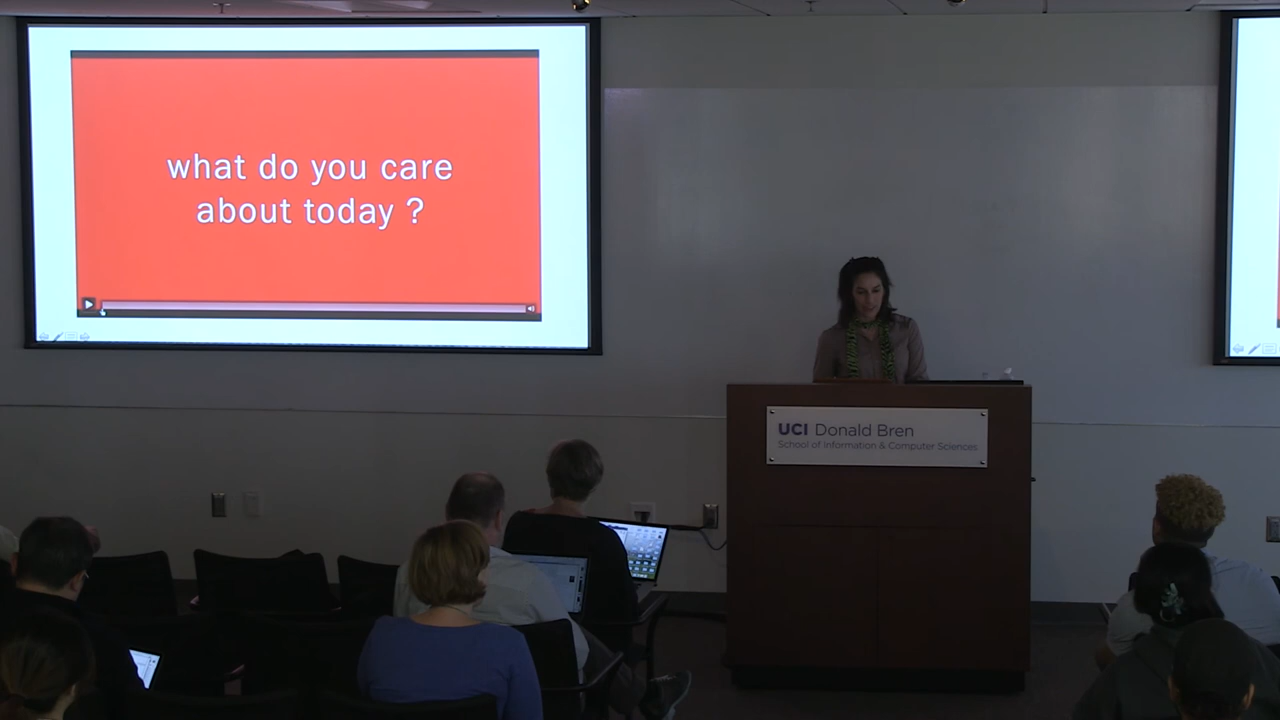 what do you care
about today ?
UCI Donald Bren
School of Information & Computer Sciences